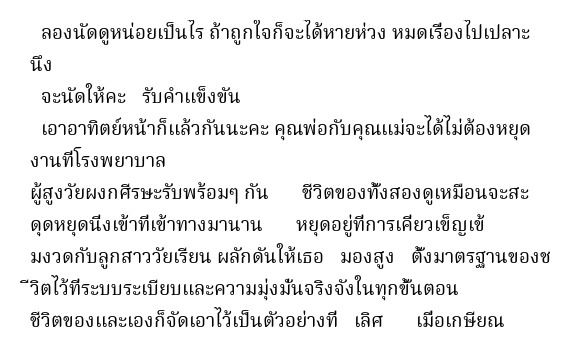 ลองนัดดูหน่อยเป็นไร ถ้าถูกใจก็จะได้หายห่วง หมดเรื่องไปเปลาะ
นึง
จะนัดให้คะ รับคำแข็งขัน
เอาอาทิตย์หน้าก็แล้วกันนะคะ คุณพ่อกับคุณแม่จะได้ไม่ต้องหยุด
งานที่โรงพยาบาล
ผู้สูงวัยผงกศีรษะรับพร้อมๆ กัน ชีวิตของทั้งสองดูเหมือนจะสะ
ดุดหยุดนึ่งเข้าที่เข้าทางมานาน หยุดอยู่ที่การเคี่ยวเข็ญเข้
มงวดกับลูกสาววัยเรียน ผลักดันให้เธอ มองสูง ตั้งมาตรฐานของช
ีวิตไว้ที่ระบบระเบียบและความมุ่งมั่นจริงจังในทุกขั้นตอน
ชีวิตของและเองก็จัดเอาไว้เป็นตัวอย่างที่ เลิศ เมื่อเกษียณ